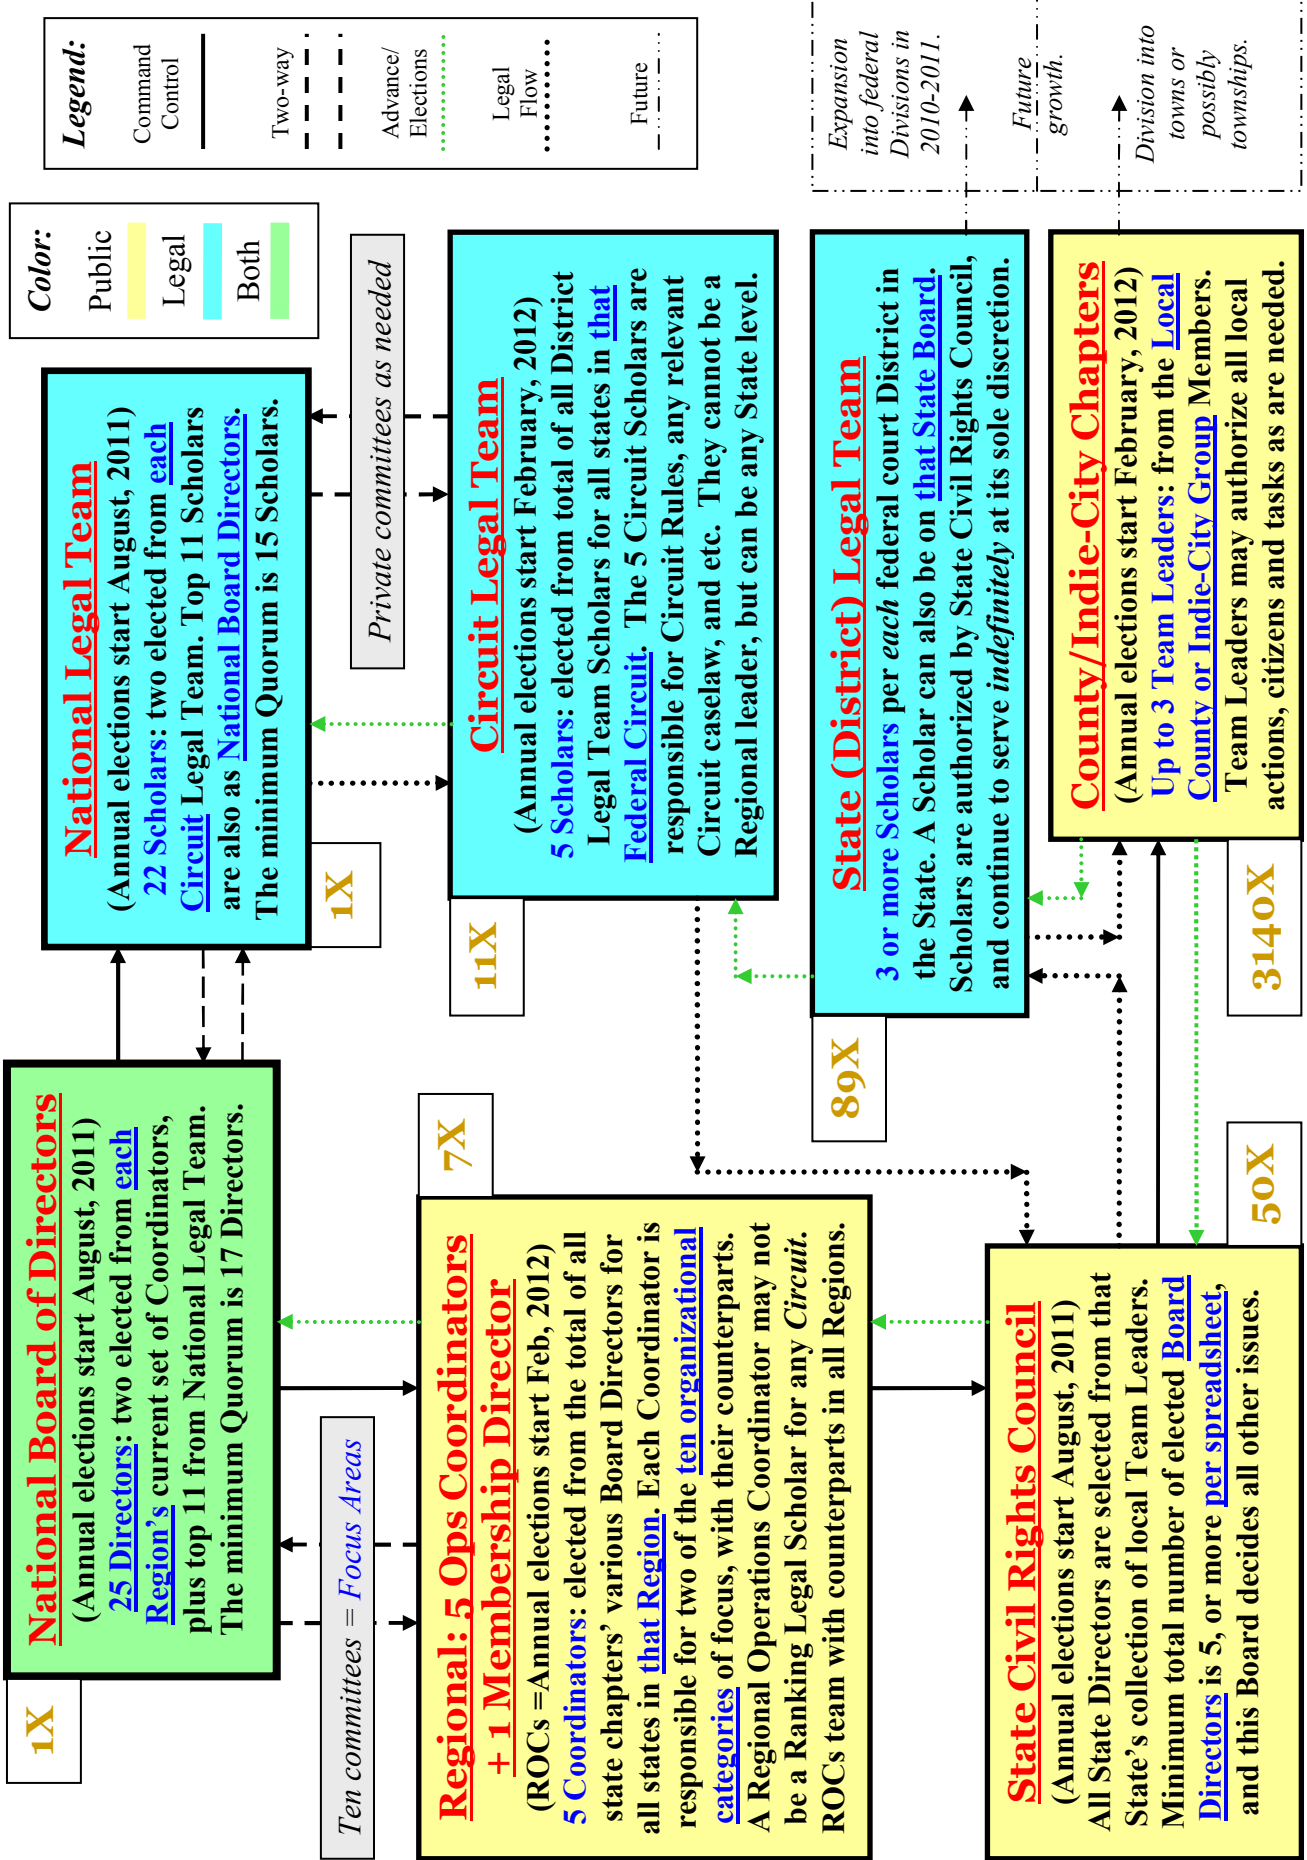 1X
National Board of Directors
(Annual elections start August, 2011)
25 Directors: two elected from each
Region's current set of Coordinators,
plus top 11 from National Legal Team.
The minimum Quorum is 17 Directors.
National Legal Team
(Annual elections start August, 2011)
22 Scholars: two elected from each
Circuit Legal Team. Top 11 Scholars
are also as National Board Directors.
The minimum Quorum is 15 Scholars.
1X
Color:
Public
Legal
Both
Legend:
Command
Control
Two-way
Advance/
Elections
Legal
Flow
Future
Ten committees = Focus Areas
Private committees as needed
7X
Regional: 5 Ops Coordinators
+ 1 Membership Director
(ROCs =Annual elections start Feb, 2012)
5 Coordinators: elected from the total of all
state chapters' various Board Directors for
all states in that Region. Each Coordinator is
responsible for two of the ten organizational
categories of focus, with their counterparts.
A Regional Operations Coordinator may not
be a Ranking Legal Scholar for any Circuit.
ROCs team with counterparts in all Regions.
11X
Circuit Legal Team
(Annual elections start February, 2012)
5 Scholars: elected from total of all District
Legal Team Scholars for all states in that
Federal Circuit. The 5 Circuit Scholars are
responsible for Circuit Rules, any relevant
Circuit caselaw, and etc. They cannot be a
Regional leader, but can be any State level.
89X
State (District) Legal Team
3 or more Scholars per each federal court District in
the State. A Scholar can also be on that State Board.
Scholars are authorized by State Civil Rights Council,
and continue to serve indefinitely at its sole discretion.
Expansion
into federal
Divisions in
2010-2011.
Future
growth.
Division into
towns or
possibly
townships.
State Civil Rights Council
(Annual elections start August, 2011)
All State Directors are selected from that
State's collection of local Team Leaders.
Minimum total number of elected Board
Directors is 5, or more per spreadsheet,
and this Board decides all other issues.
50X
County/Indie-City Chapters
(Annual elections start February, 2012)
Up to 3 Team Leaders: from the Local
County or Indie-City Group Members.
Team Leaders may authorize all local
actions, citizens and tasks as are needed.
3140X